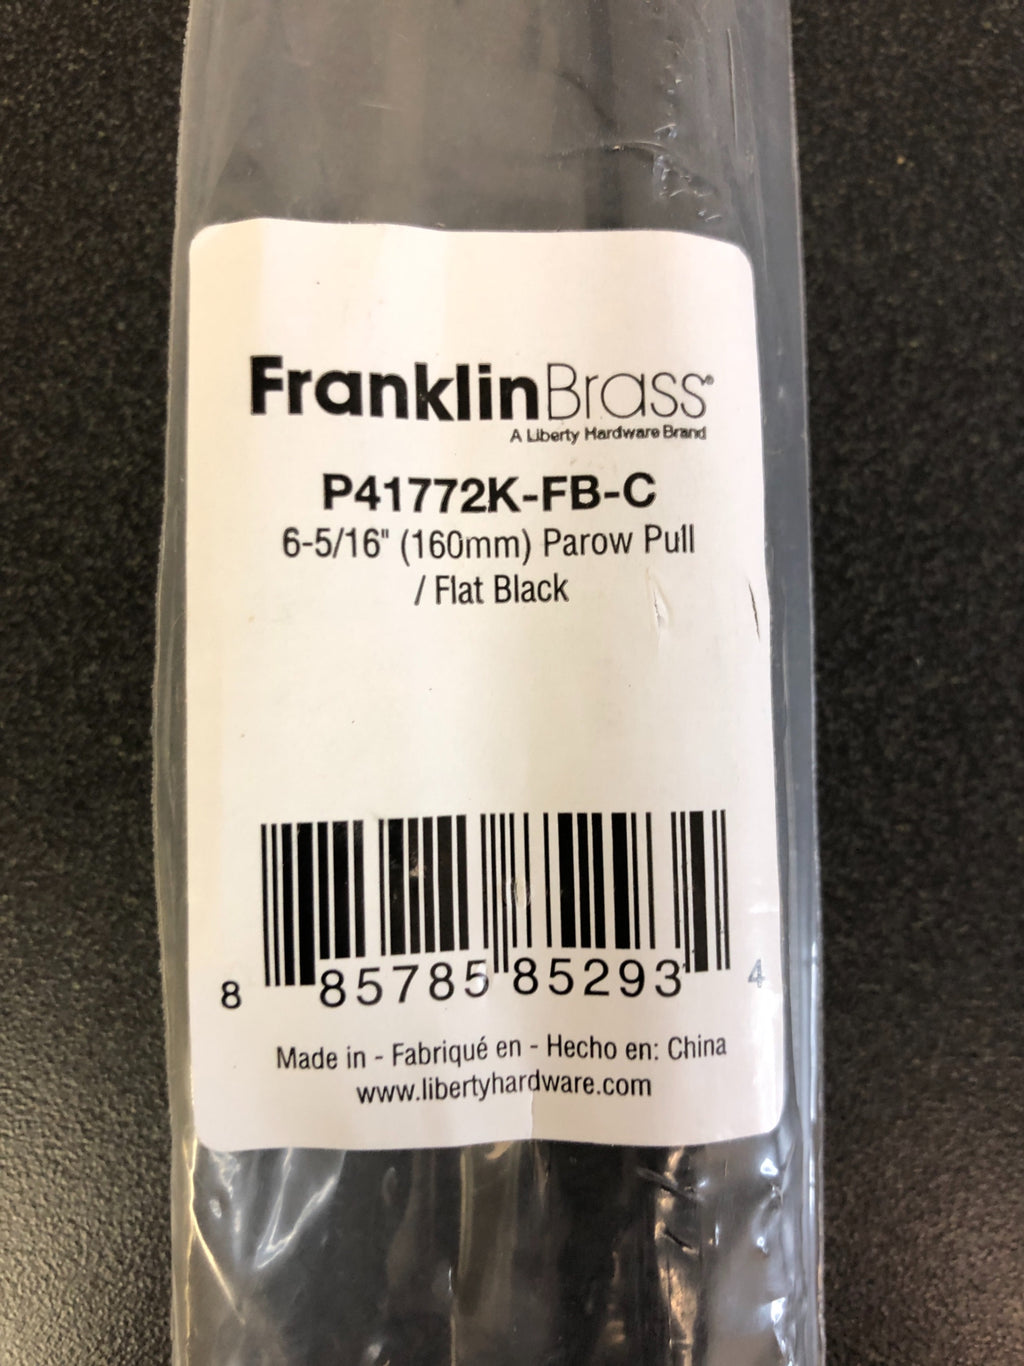 FranklinBrass®
A Liberty Hardware Brand
P41772K-FB-C
6-5/16" (160mm) Parow Pull
/ Flat Black
8 85785 85293 4
Made in - Fabriqué en - Hecho en: China
www.libertyhardware.com